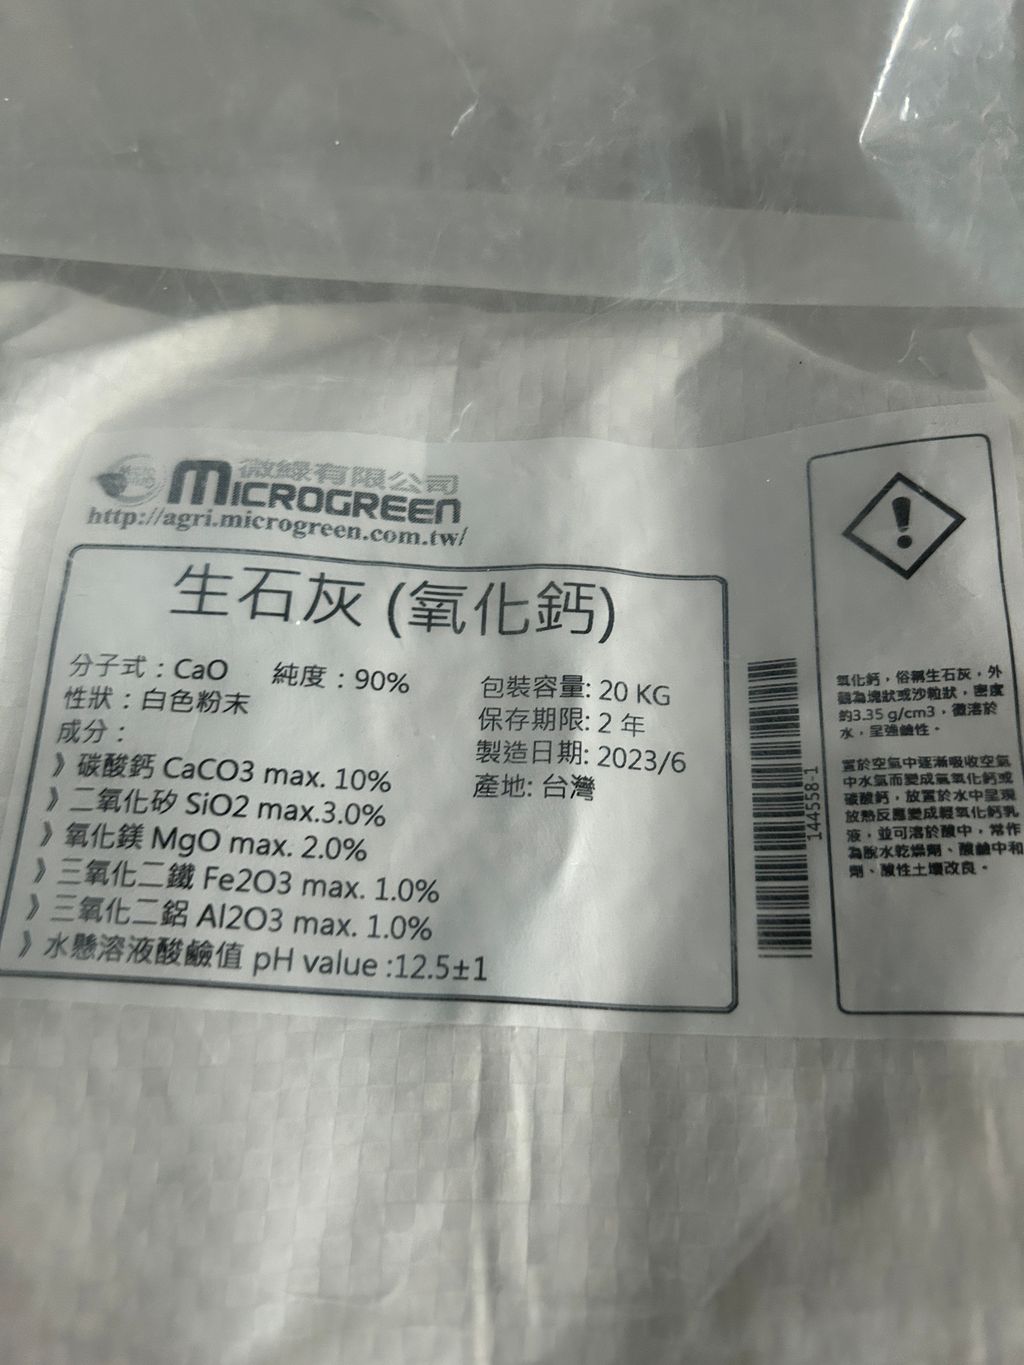 微綠有限公司
MICROGREEN
http://agri.microgreen.com.tw/
生石灰 (氧化鈣)
分子式：CaO 純度：90%
性狀：白色粉末
成分：
》碳酸鈣 CaCO3 max. 10%
》二氧化矽 SiO2 max.3.0%
》氧化鎂 MgO max. 2.0%
》三氧化二鐵 Fe2O3 max. 1.0%
》三氧化二鋁 Al2O3 max. 1.0%
》水懸溶液酸鹼值 pH value :12.5±1
包裝容量: 20 KG
保存期限: 2 年
製造日期: 2023/6
產地: 台灣
144558-1
氧化鈣，俗稱生石灰，外
觀為塊狀或沙粒狀，密度
約3.35 g/cm3，微溶於
水，呈強鹼性。
置於空氣中逐漸吸收空氣
中水氣而變成氫氧化鈣或
碳酸鈣，放置於水中呈現
放熱反應變成輕氧化鈣乳
液，並可溶於酸中，常作
為脫水乾燥劑、酸鹼中和
劑、酸性土壤改良。